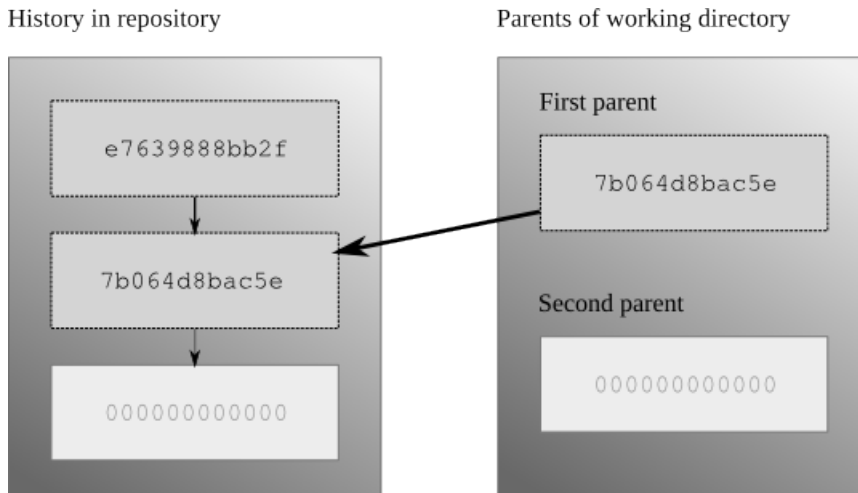 History in repository
Parents of working directory
e7639888bb2f
7b064d8bac5e
000000000000
First parent
7b064d8bac5e
Second parent
000000000000